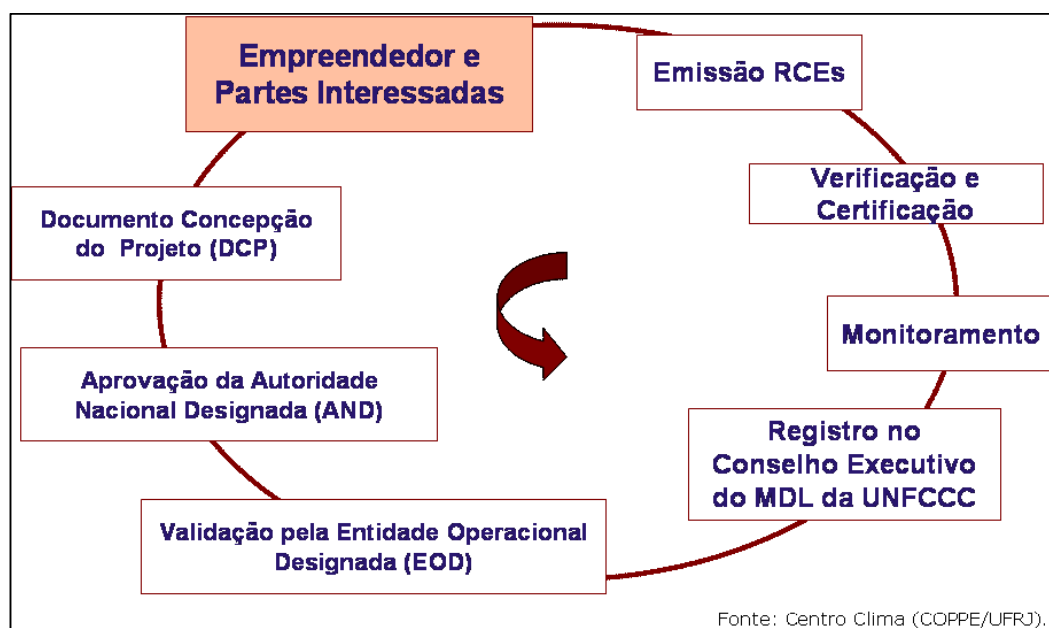 Empreendedor e
Partes Interessadas
Emissão RCEs
Verificação e
Certificação
Documento Concepção
do Projeto (DCP)
Monitoramento
Aprovação da Autoridade
Nacional Designada (AND)
Registro no
Conselho Executivo
do MDL da UNFCCC
Validação pela Entidade Operacional
Designada (EOD)
Fonte: Centro Clima (COPPE/UFRJ).